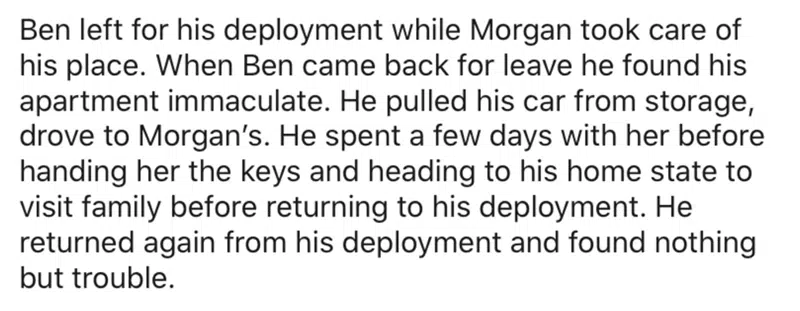 Ben left for his deployment while Morgan took care of
his place. When Ben came back for leave he found his
apartment immaculate. He pulled his car from storage,
drove to Morgan’s. He spent a few days with her before
handing her the keys and heading to his home state to
visit family before returning to his deployment. He
returned again from his deployment and found nothing
but trouble.